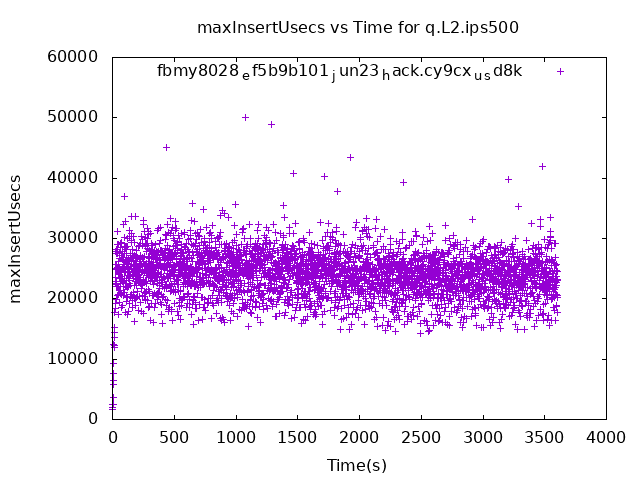 maxInsertUsecs vs Time for q.L2.ips500
60000
fbmy8028ef5b9b101jun23hack.cy9cxusd8k
50000
40000
30000
20000
10000
0
maxInsertUsecs
0 500 1000 1500 2000 2500 3000 3500 4000
Time(s)